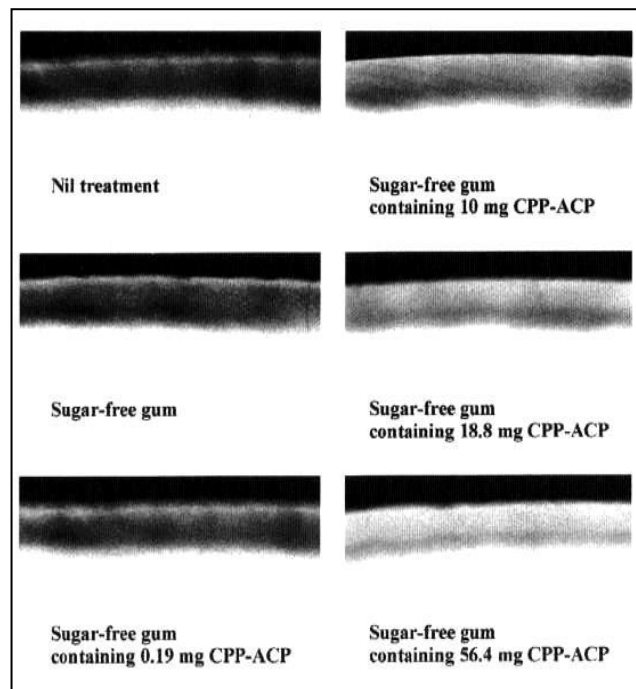 Nil treatment
Sugar-free gum
containing 10 mg CPP-ACP
Sugar-free gum
Sugar-free gum
containing 18.8 mg CPP-ACP
Sugar-free gum
containing 0.19 mg CPP-ACP
Sugar-free gum
containing 56.4 mg CPP-ACP